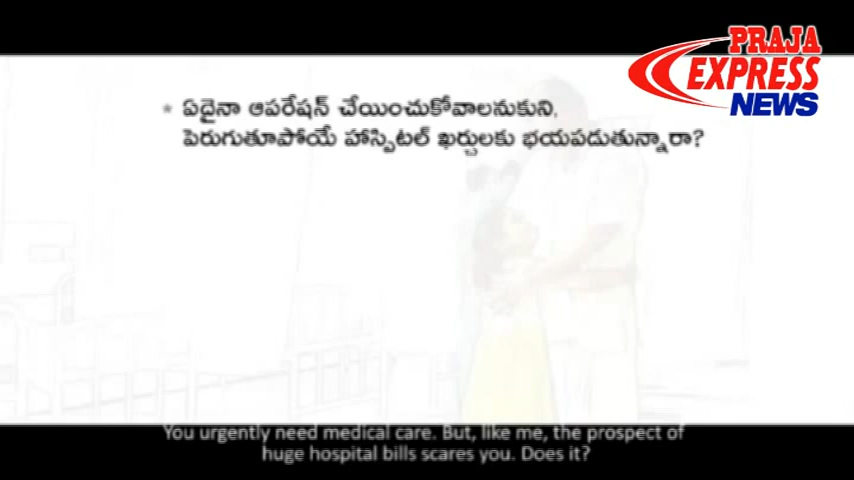 PRAJA
EXPRESS
NEWS
* ఏదైనా ఆపరేషన్ చేయించుకోవాలనుకుని,
పెరుగుతూపోయే హాస్పిటల్ ఖర్చులకు భయపడుతున్నారా?
You urgently need medical care. But, like me, the prospect of
huge hospital bills scares you. Does it?